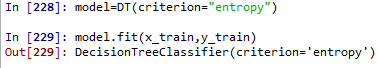 In [228]: model=DT(criterion="entropy")
In [229]: model.fit(x_train,y_train)
Out[229]: DecisionTreeClassifier(criterion='entropy')